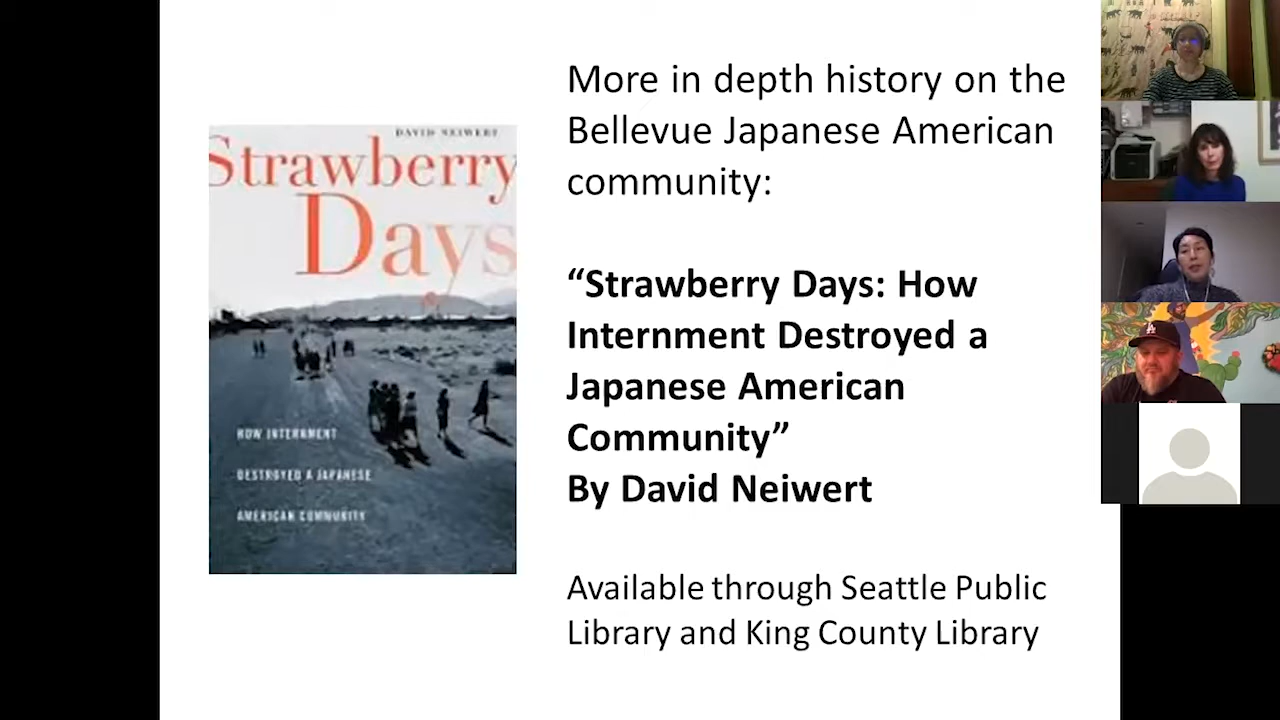 DAVID NEIWERT
Strawberry
Days
HOW INTERNMENT
DESTROYED A JAPANESE
AMERICAN COMMUNITY
More in depth history on the
Bellevue Japanese American
community:
“Strawberry Days: How
Internment Destroyed a
Japanese American
Community”
By David Neiwert
Available through Seattle Public
Library and King County Library
LA